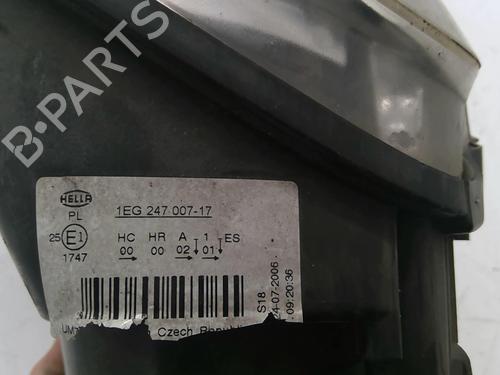 B-PARTS
HELLA
PL
1EG 247 007-17
25 E1 HC HR A 1 ES
00 00 02 01
1747
S18
24-07-2006
09:20:36
Czech Republic